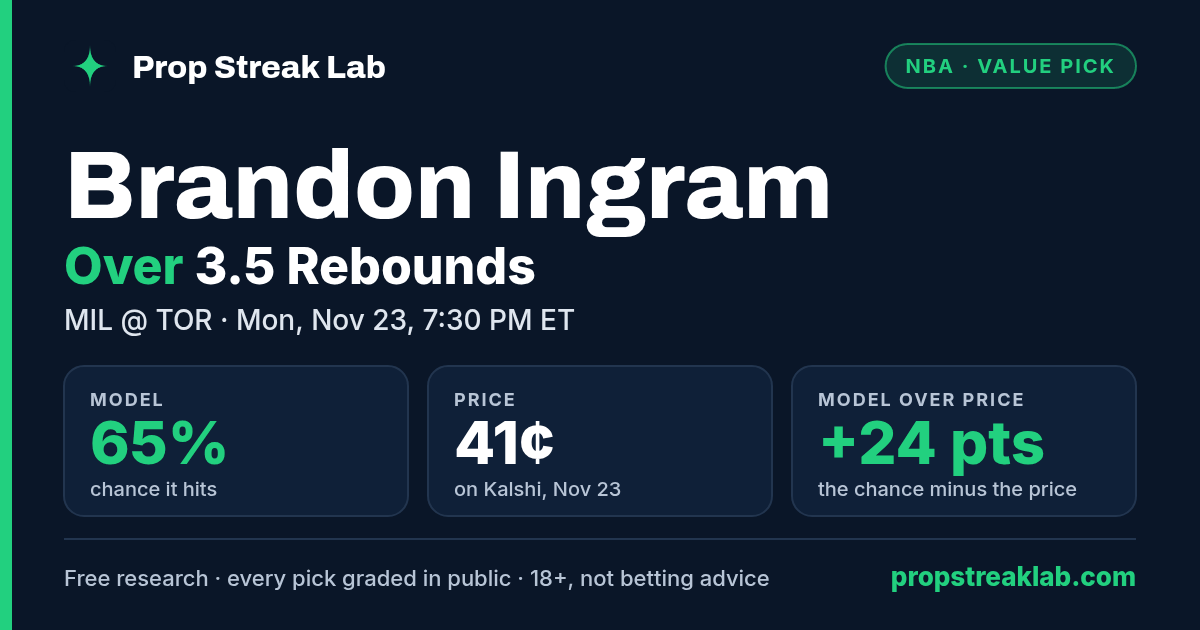 Prop Streak Lab
NBA · VALUE PICK
Brandon Ingram
Over 3.5 Rebounds
MIL @ TOR · Mon, Nov 23, 7:30 PM ET
MODEL
65%
chance it hits
PRICE
41¢
on Kalshi, Nov 23
MODEL OVER PRICE
+24 pts
the chance minus the price
Free research · every pick graded in public · 18+, not betting advice
propstreaklab.com